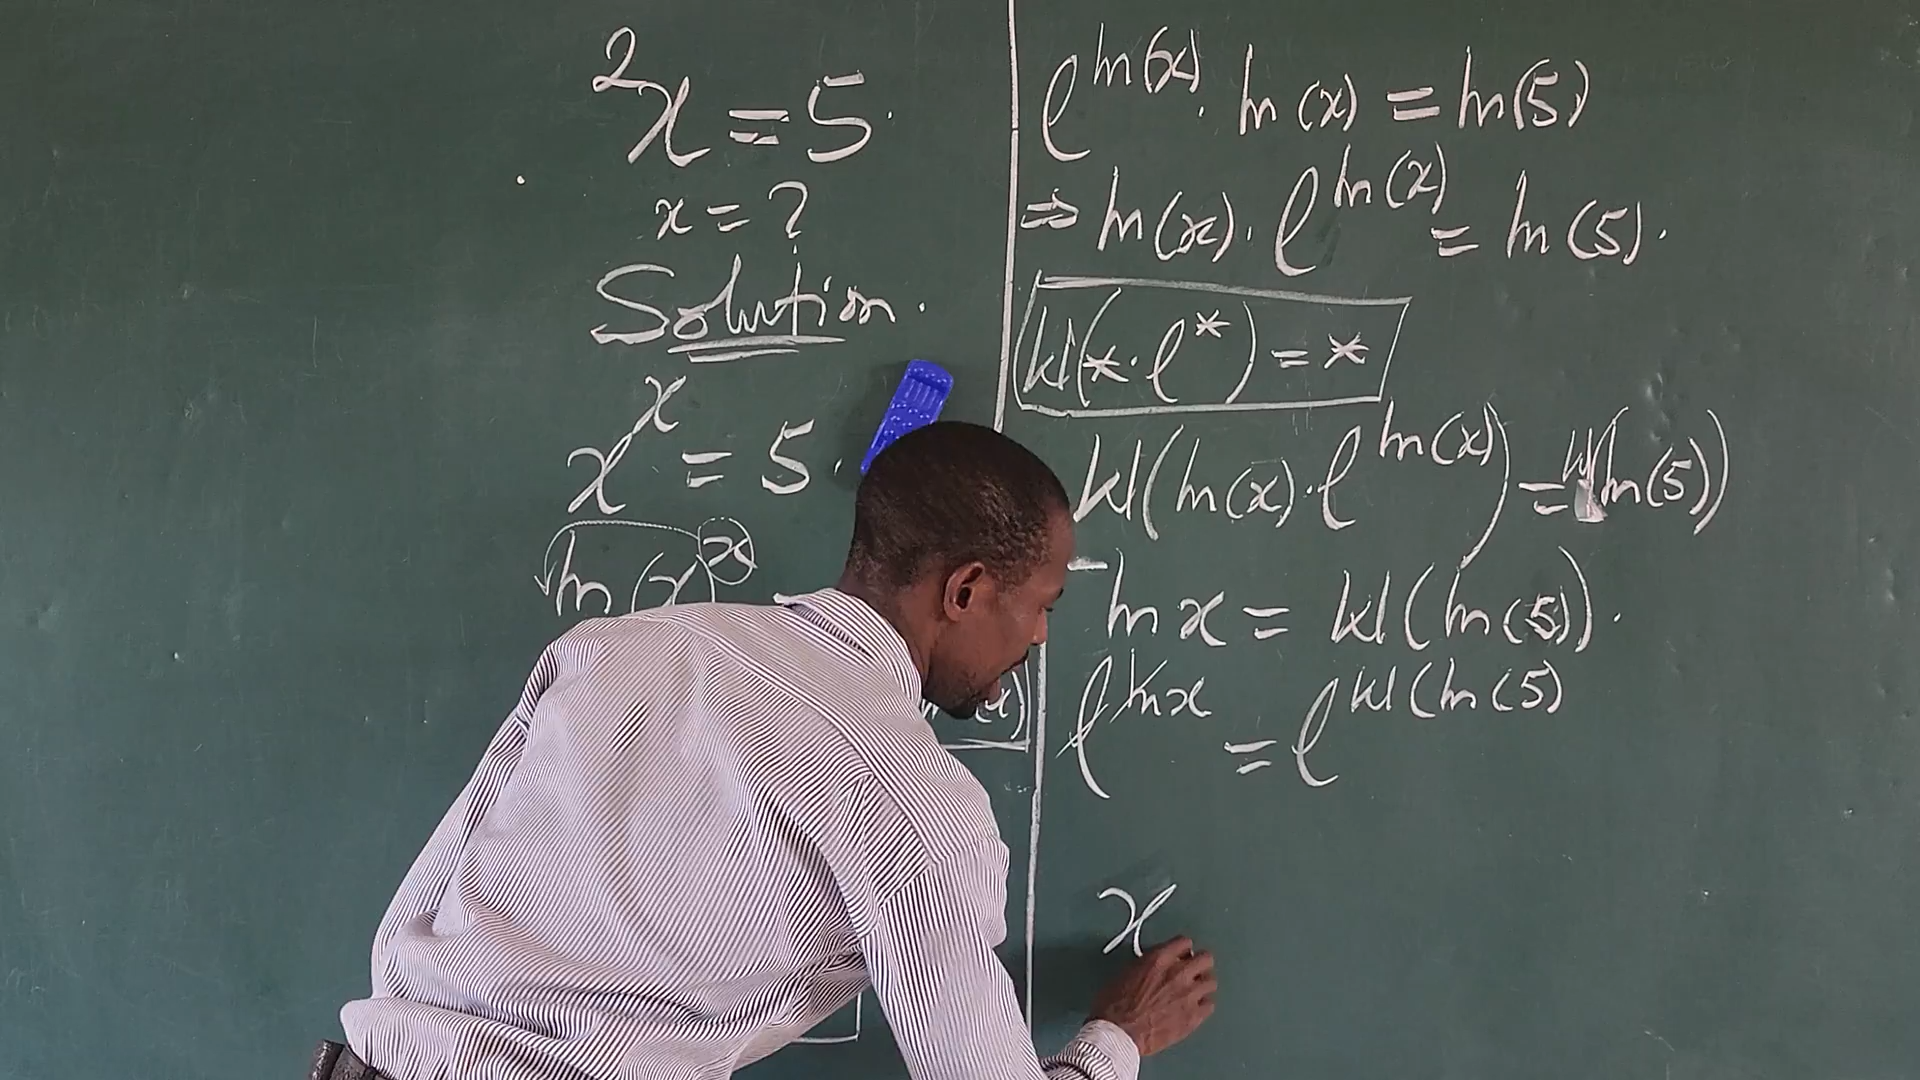 ²x = 5.
x = ?
Solution.
x^x = 5.
ln(x)^x
e^ln(x) . ln(x) = ln(5)
⇒ ln(x) . e^ln(x) = ln(5).
W(* . e^*) = *
W(ln(x) . e^ln(x)) = W(ln(5))
ln x = W(ln(5)).
e^ln x = e^W(ln(5)
x